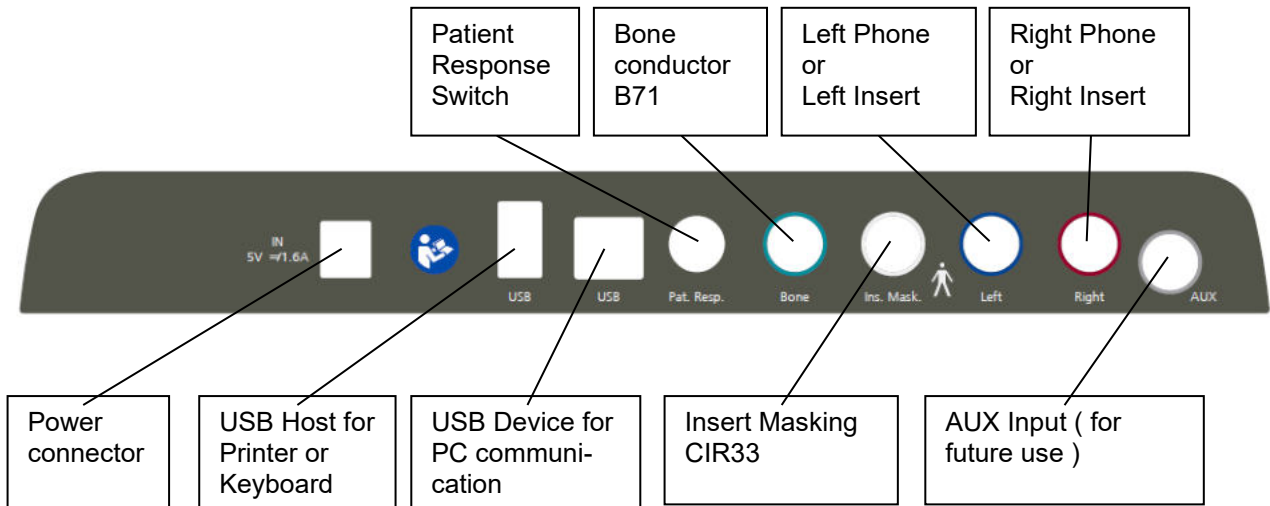 Patient
Response
Switch
Bone
conductor
B71
Left Phone
or
Left Insert
Right Phone
or
Right Insert
IN
5V ⎓/1.6A
USB
USB
Pat. Resp.
Bone
Ins. Mask.
Left
Right
AUX
Power
connector
USB Host for
Printer or
Keyboard
USB Device for
PC communi-
cation
Insert Masking
CIR33
AUX Input ( for
future use )